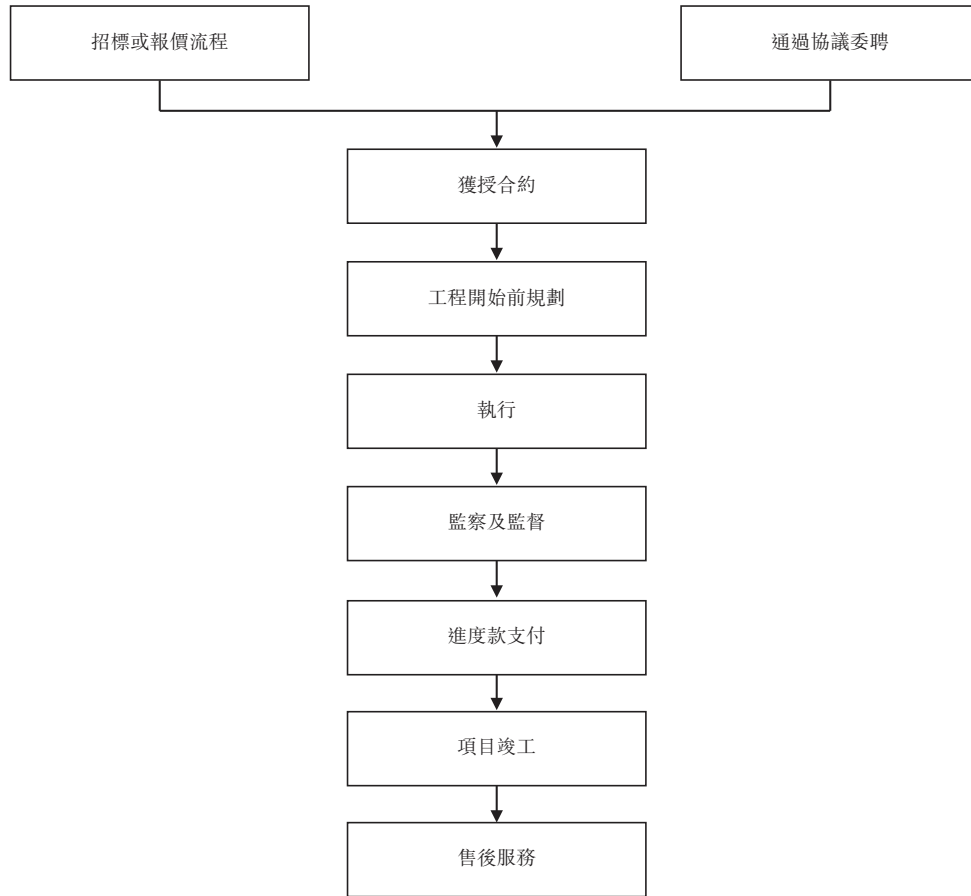 招標或報價流程
通過協議委聘
獲授合約
工程開始前規劃
執行
監察及監督
進度款支付
項目竣工
售後服務